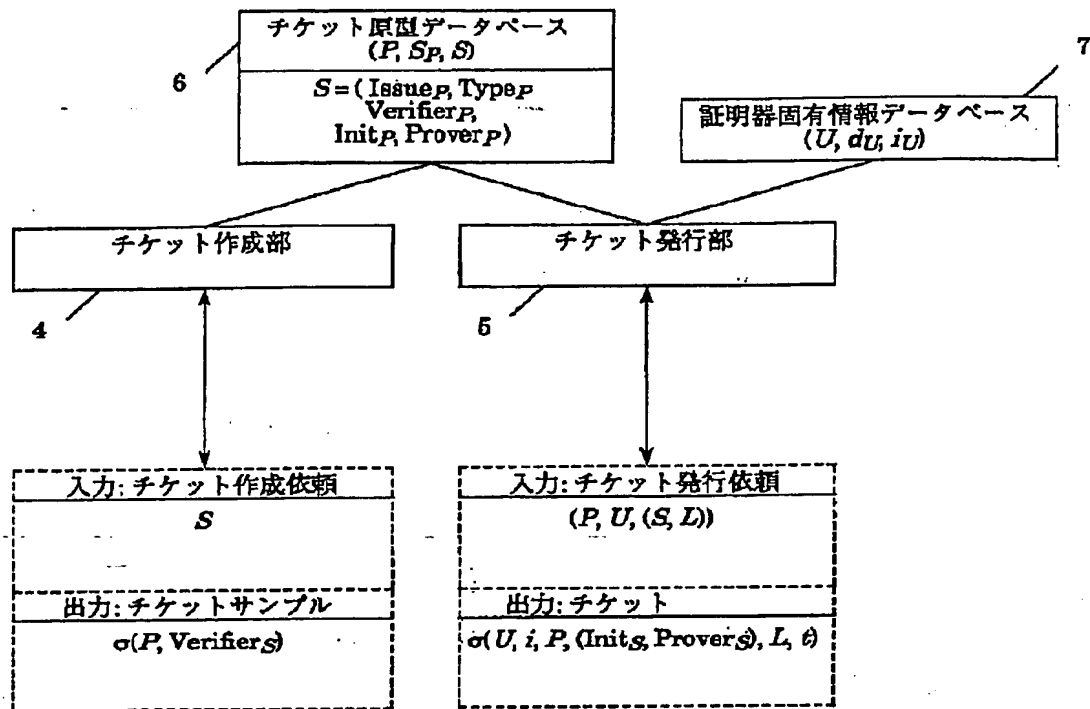 チケット原型データベース
(P, S_P, S)
S=( Issue_P, Type_P
Verifier_P,
Init_P, Prover_P)
6
7
証明器固有情報データベース
(U, d_U, i_U)
チケット作成部
チケット発行部
4
5
入力: チケット作成依頼
S
出力: チケットサンプル
σ(P, Verifier_S)
入力: チケット発行依頼
(P, U, (S, L))
出力: チケット
σ(U, i, P, (Init_S, Prover_S), L, t)